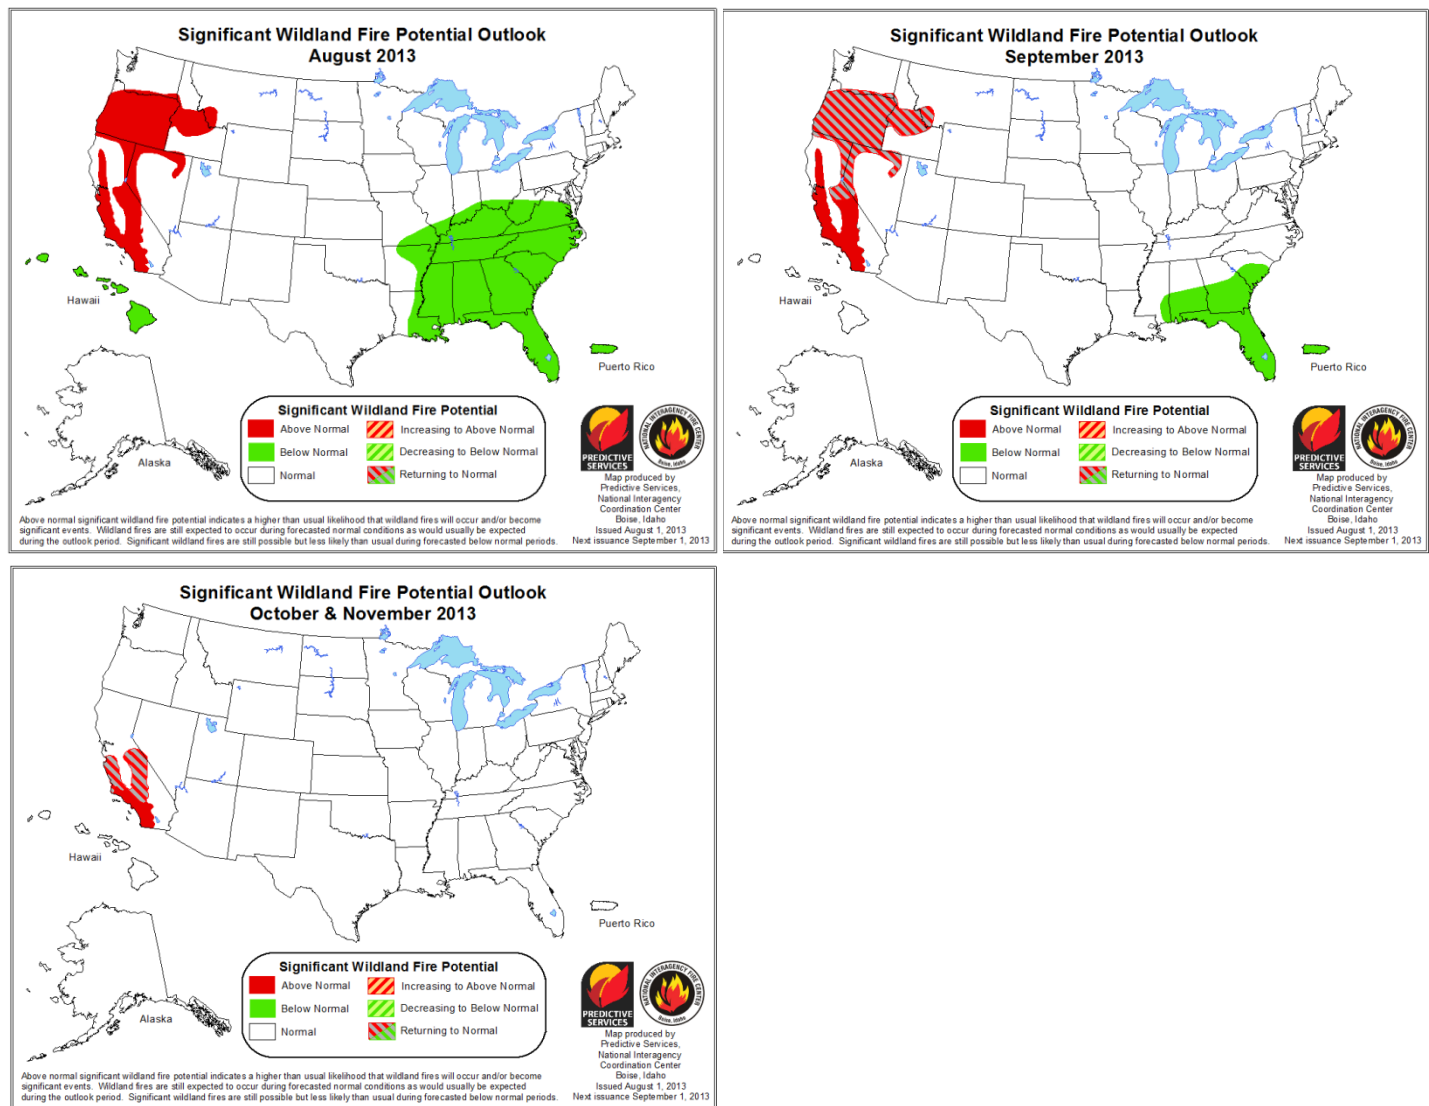 Significant Wildland Fire Potential Outlook
August 2013
Hawaii
Puerto Rico
Alaska
Significant Wildland Fire Potential
Above Normal
Increasing to Above Normal
Below Normal
Decreasing to Below Normal
Normal
Returning to Normal
PREDICTIVE
SERVICES
NATIONAL INTERAGENCY FIRE CENTER
Boise, Idaho
Map produced by
Predictive Services,
National Interagency
Coordination Center
Boise, Idaho
Issued August 1, 2013
Next issuance September 1, 2013
Above normal significant wildland fire potential indicates a higher than usual likelihood that wildland fires will occur and/or become
significant events. Wildland fires are still expected to occur during forecasted normal conditions as would usually be expected
during the outlook period. Significant wildland fires are still possible but less likely than usual during forecasted below normal periods.
Significant Wildland Fire Potential Outlook
September 2013
Hawaii
Puerto Rico
Alaska
Significant Wildland Fire Potential
Above Normal
Increasing to Above Normal
Below Normal
Decreasing to Below Normal
Normal
Returning to Normal
PREDICTIVE
SERVICES
NATIONAL INTERAGENCY FIRE CENTER
Boise, Idaho
Map produced by
Predictive Services,
National Interagency
Coordination Center
Boise, Idaho
Issued August 1, 2013
Next issuance September 1, 2013
Above normal significant wildland fire potential indicates a higher than usual likelihood that wildland fires will occur and/or become
significant events. Wildland fires are still expected to occur during forecasted normal conditions as would usually be expected
during the outlook period. Significant wildland fires are still possible but less likely than usual during forecasted below normal periods.
Significant Wildland Fire Potential Outlook
October & November 2013
Hawaii
Puerto Rico
Alaska
Significant Wildland Fire Potential
Above Normal
Increasing to Above Normal
Below Normal
Decreasing to Below Normal
Normal
Returning to Normal
PREDICTIVE
SERVICES
NATIONAL INTERAGENCY FIRE CENTER
Boise, Idaho
Map produced by
Predictive Services,
National Interagency
Coordination Center
Boise, Idaho
Issued August 1, 2013
Next issuance September 1, 2013
Above normal significant wildland fire potential indicates a higher than usual likelihood that wildland fires will occur and/or become
significant events. Wildland fires are still expected to occur during forecasted normal conditions as would usually be expected
during the outlook period. Significant wildland fires are still possible but less likely than usual during forecasted below normal periods.